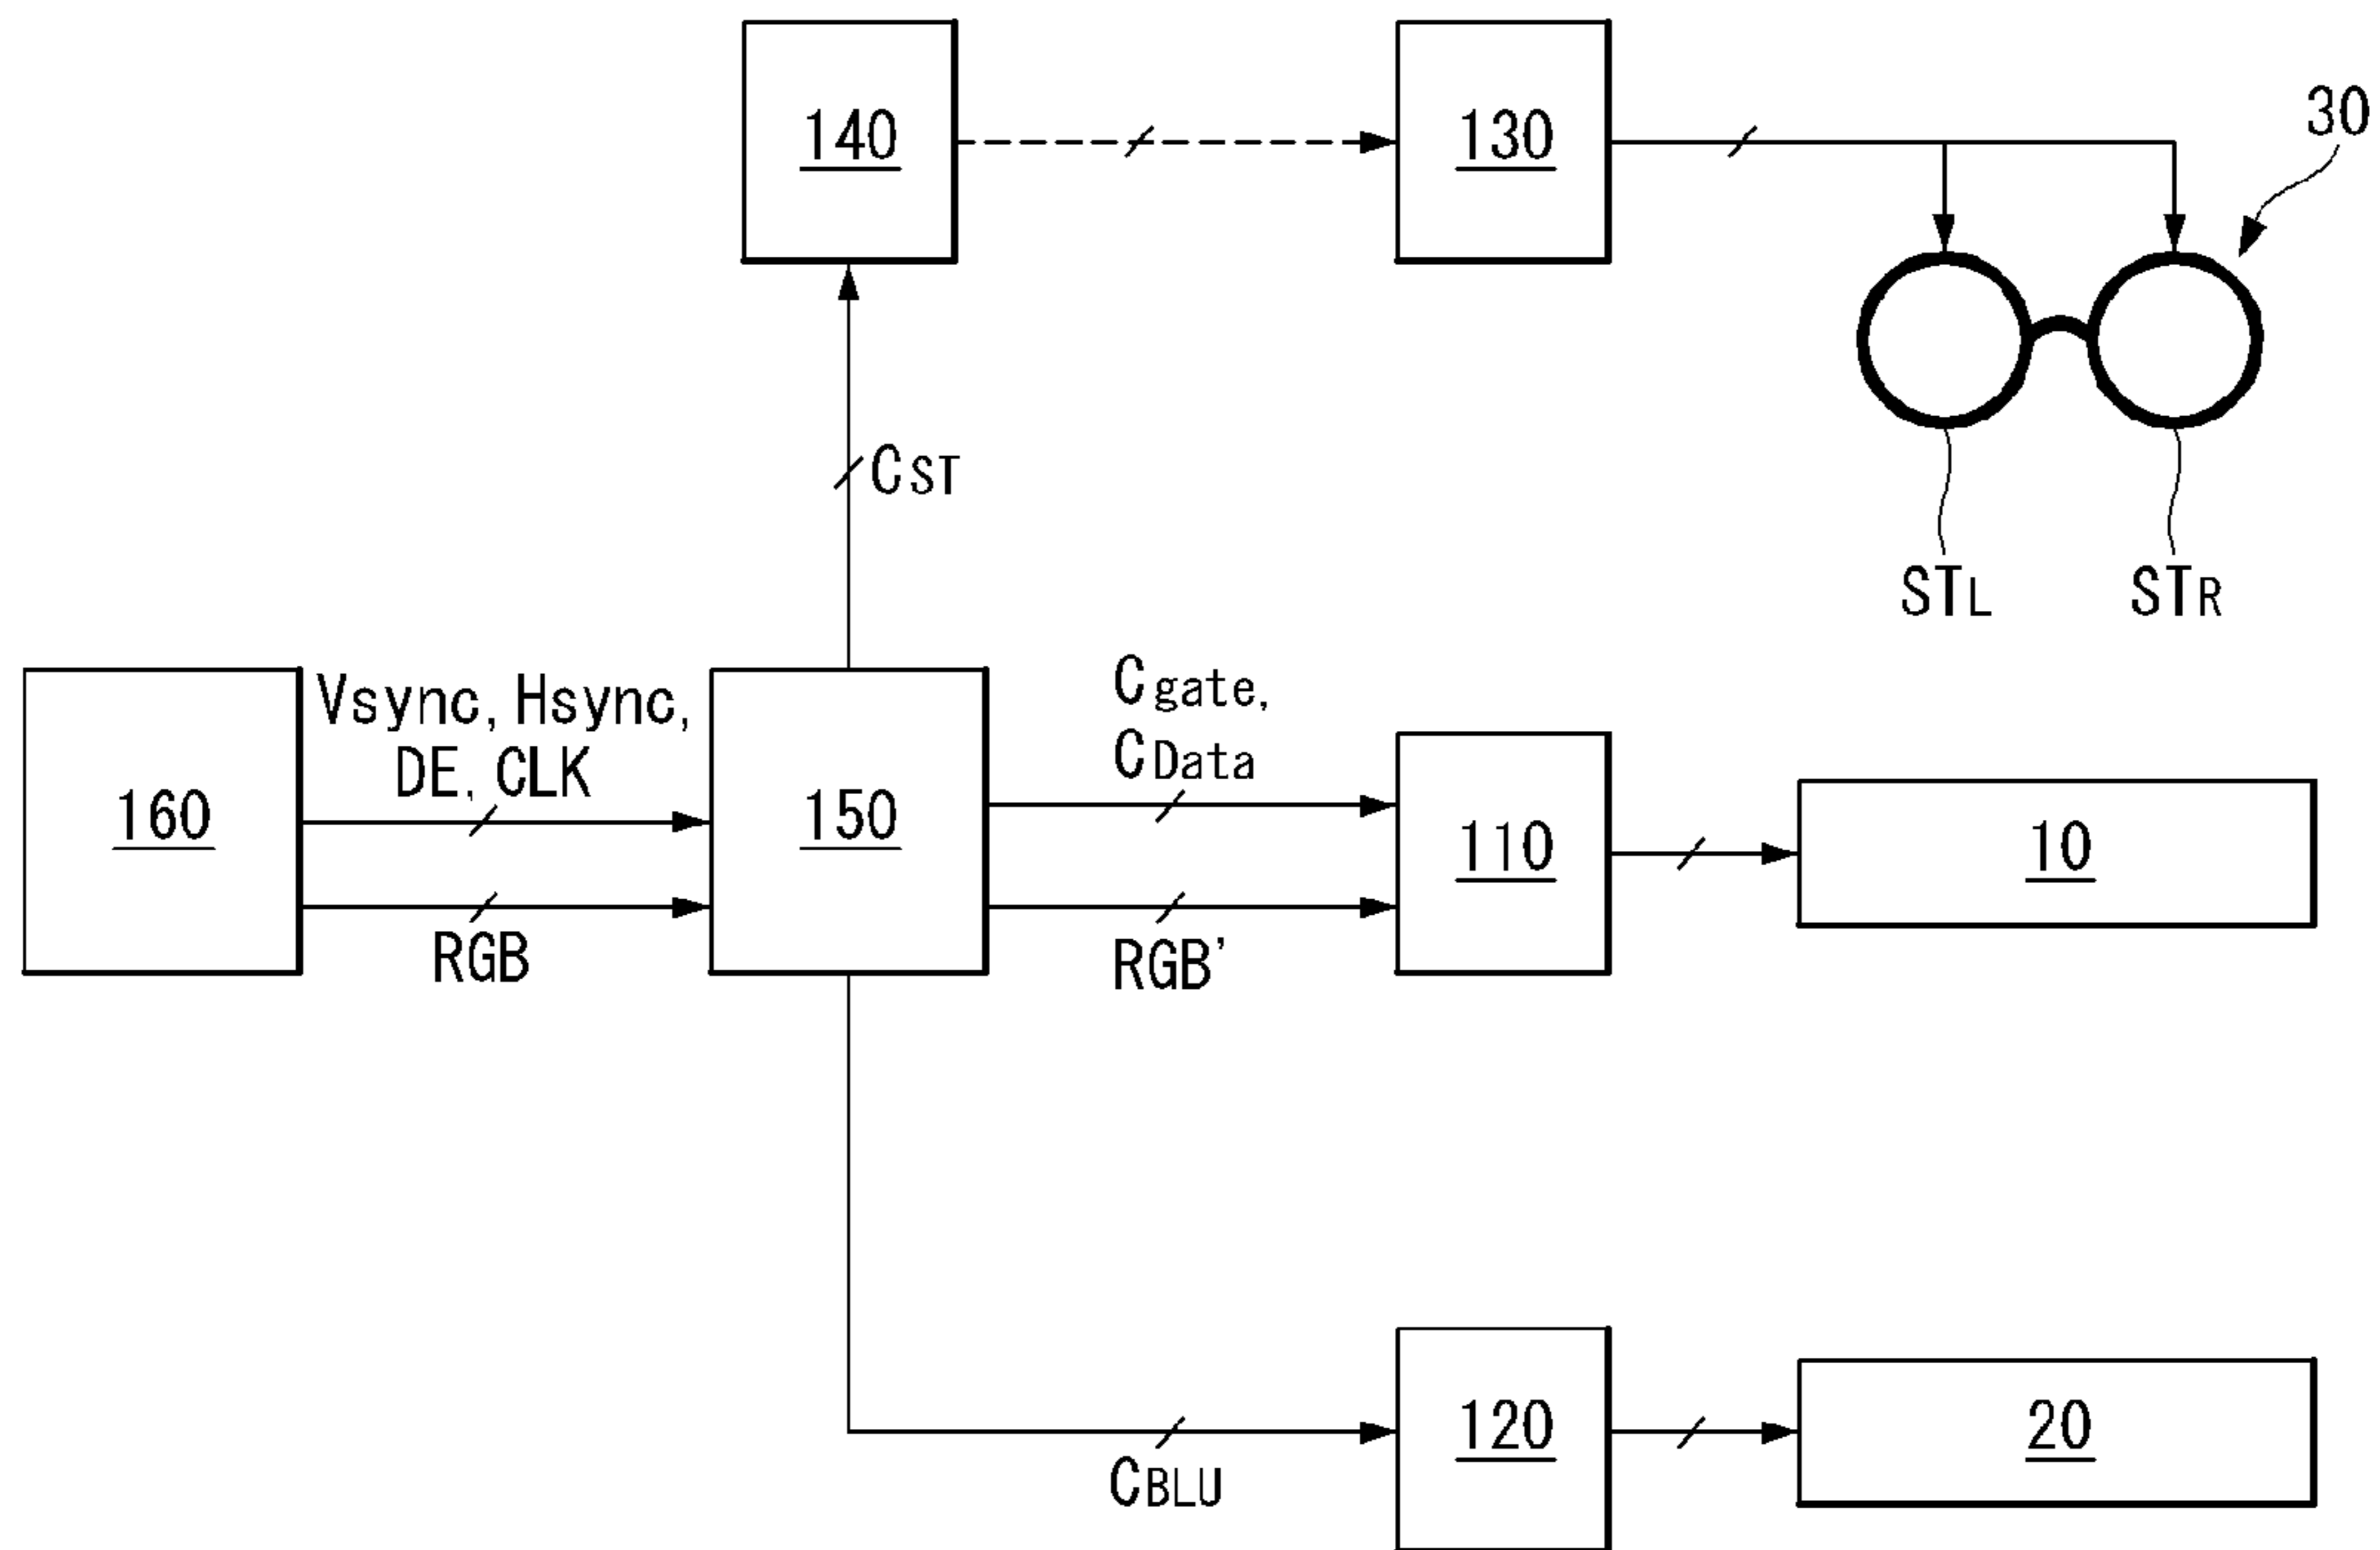 140
130
30
CST
STL
STR
Vsync, Hsync,
DE, CLK
Cgate,
CData
160
150
110
10
RGB
RGB'
120
20
CBLU